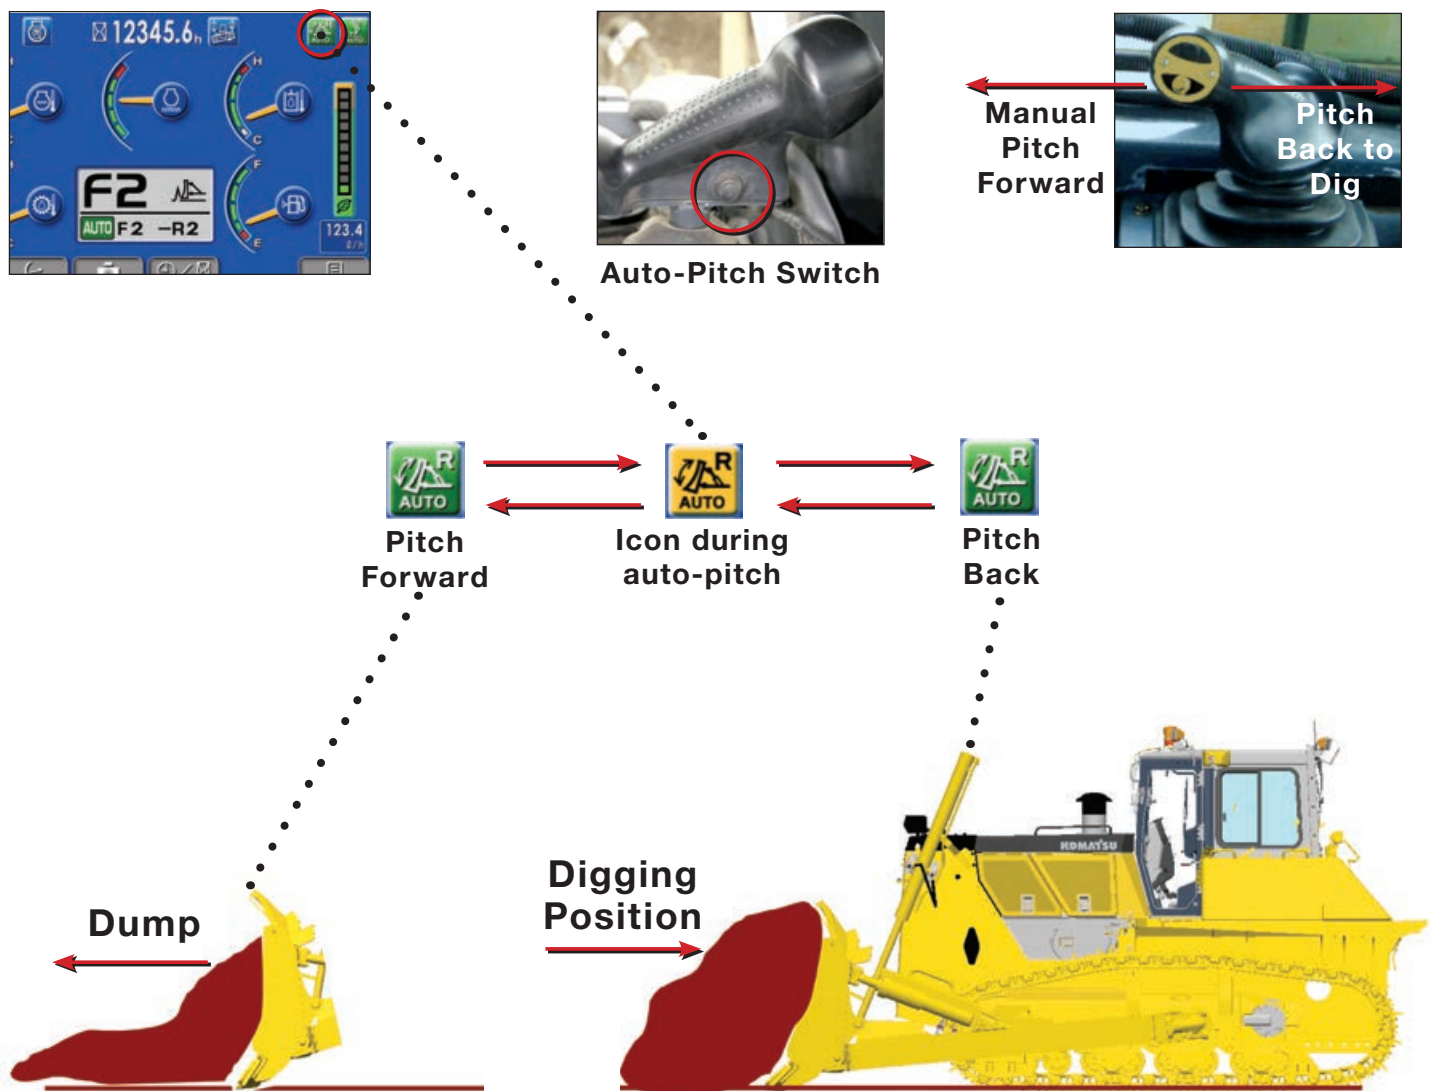 12345.6h
AUTO
H
C
F2
AUTO F2 -R2
F
E
123.4
Auto-Pitch Switch
Manual
Pitch
Forward
Pitch
Back to
Dig
R
AUTO
Pitch
Forward
R
AUTO
Icon during
auto-pitch
R
AUTO
Pitch
Back
Dump
Digging
Position
KOMATSU